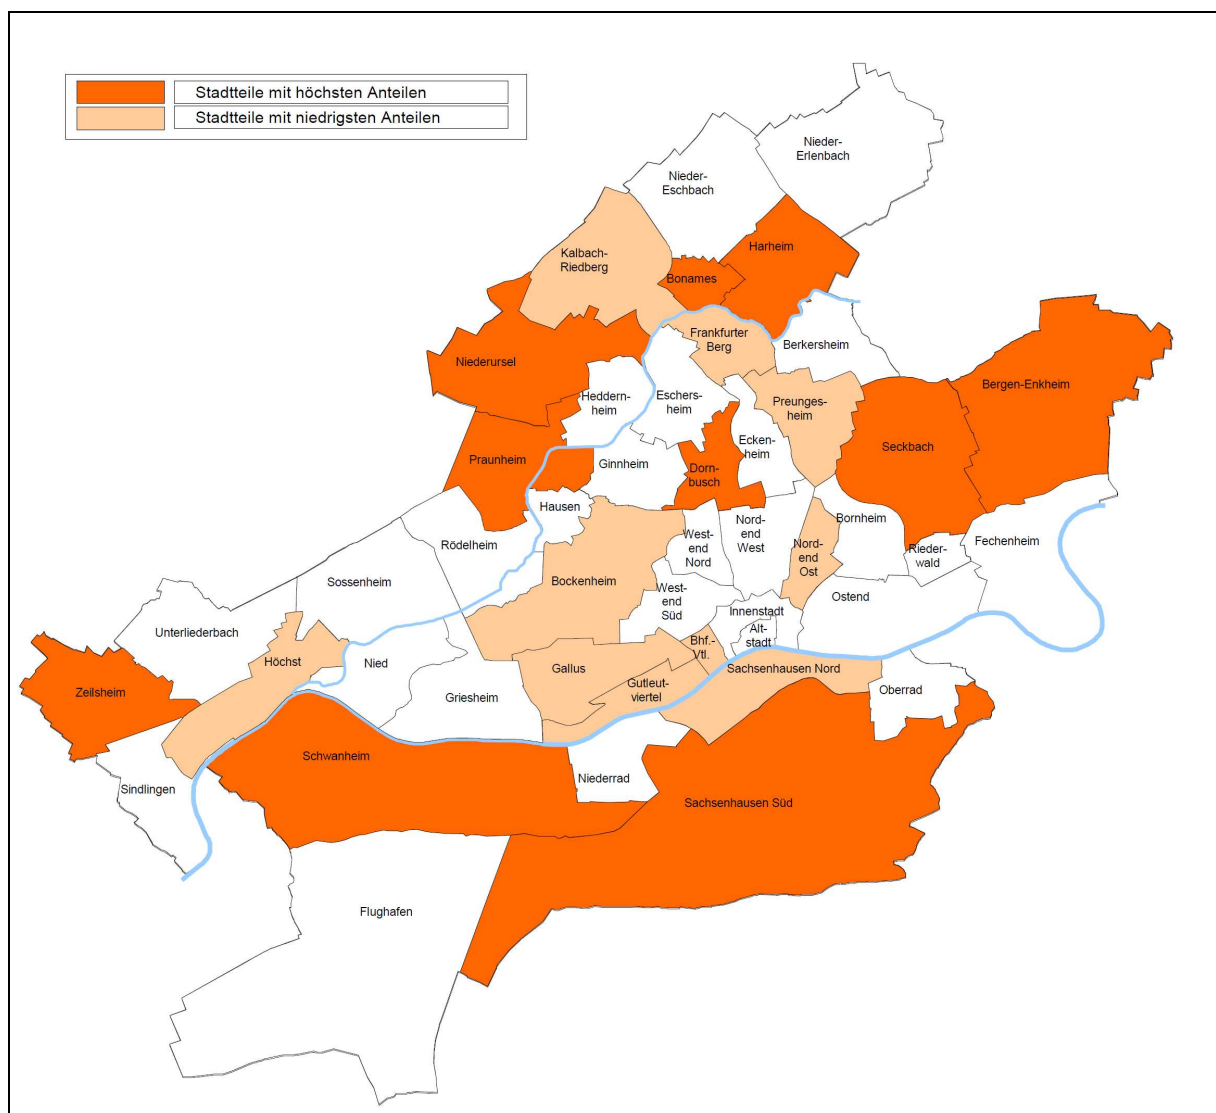 Stadtteile mit höchsten Anteilen
Stadtteile mit niedrigsten Anteilen
Nieder-
Erlenbach
Nieder-
Eschbach
Kalbach-
Riedberg
Harheim
Bonames
Frankfurter
Berg
Berkersheim
Niederursel
Heddern-
heim
Eschers-
heim
Preunges-
heim
Bergen-Enkheim
Praunheim
Ginnheim
Dorn-
busch
Ecken-
heim
Seckbach
Hausen
Rödelheim
West-
end
Nord
Nord-
end
West
Nord-
end
Ost
Bornheim
Rieder-
wald
Fechenheim
Sossenheim
Bockenheim
West-
end
Süd
Innenstadt
Alt-
stadt
Ostend
Unterliederbach
Höchst
Nied
Griesheim
Gallus
Gutleut-
viertel
Bhf.-
Vtl.
Sachsenhausen Nord
Oberrad
Zeilsheim
Sindlingen
Schwanheim
Niederrad
Sachsenhausen Süd
Flughafen